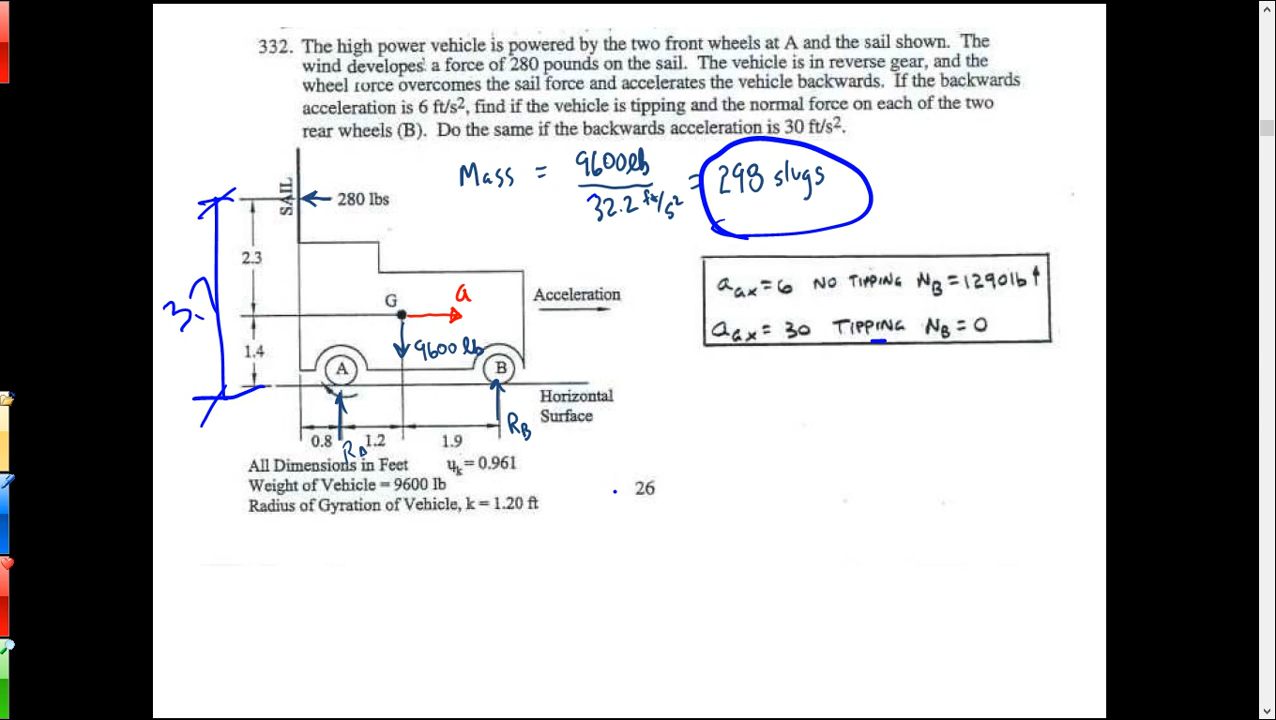 332. The high power vehicle is powered by the two front wheels at A and the sail shown. The
wind developes a force of 280 pounds on the sail. The vehicle is in reverse gear, and the
wheel force overcomes the sail force and accelerates the vehicle backwards. If the backwards
acceleration is 6 ft/s², find if the vehicle is tipping and the normal force on each of the two
rear wheels (B). Do the same if the backwards acceleration is 30 ft/s².
Mass = 9600lb / 32.2 ft/s² = 298 slugs
SAIL
280 lbs
2.3
3.7
G
a
Acceleration
aGx = 6 NO TIPPING NB = 1290 lb ↑
aGx = 30 TIPPING NB = 0
1.4
9600 lb
A
B
Horizontal
Surface
RB
0.8
RA
1.2
1.9
All Dimensions in Feet
uk = 0.961
Weight of Vehicle = 9600 lb
Radius of Gyration of Vehicle, k = 1.20 ft
26